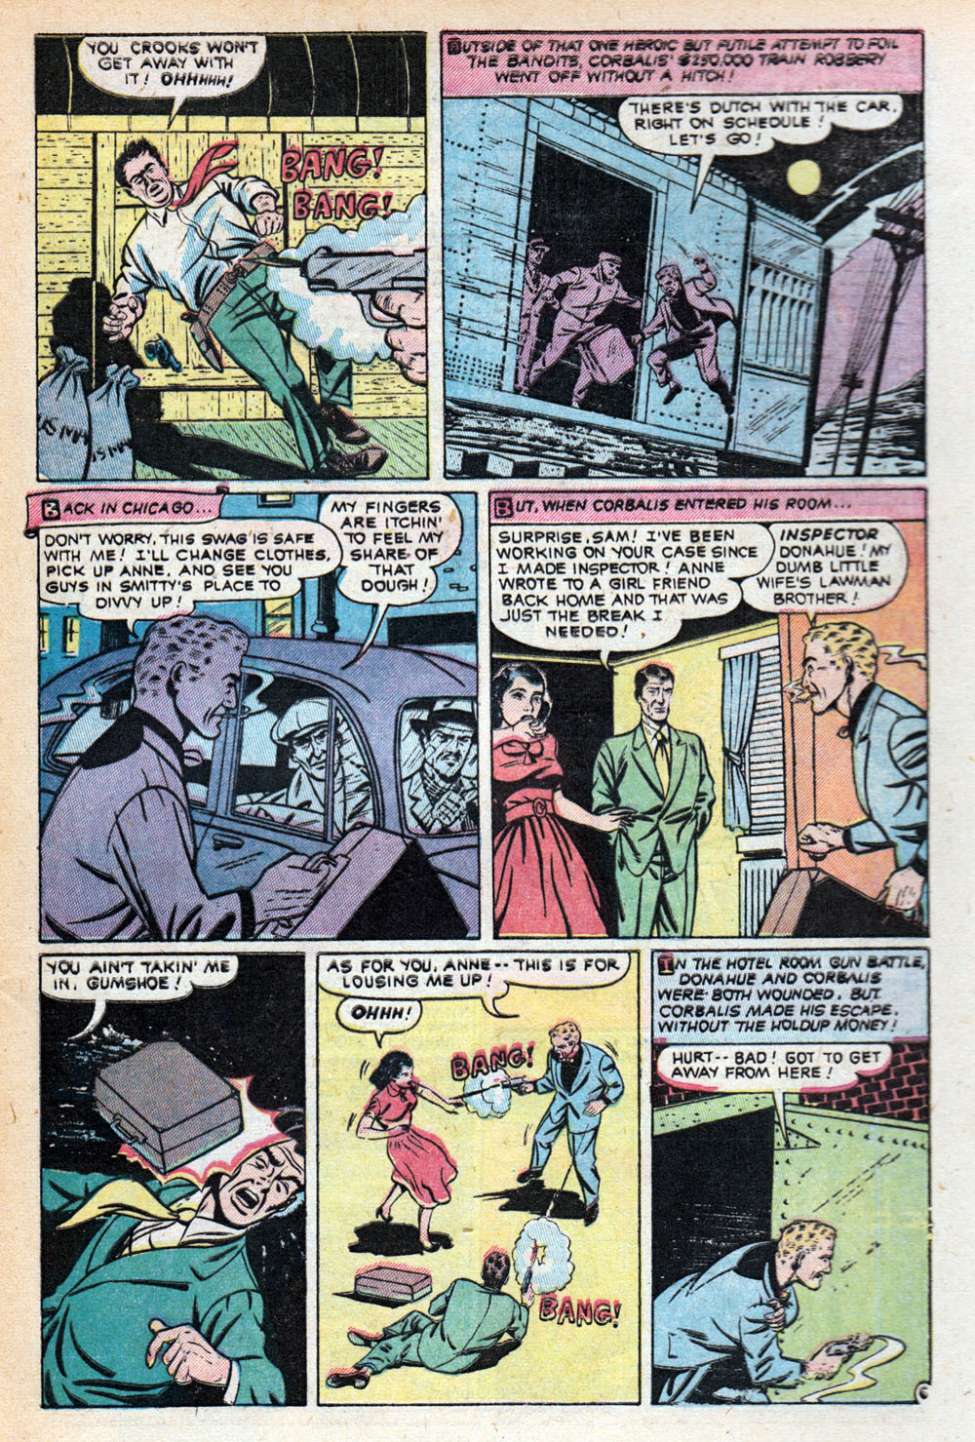 YOU CROOKS WON'T
GET AWAY WITH
IT! OHHHHH!
BANG!
BANG!
OUTSIDE OF THAT ONE HEROIC BUT FUTILE ATTEMPT TO FOIL
THE BANDITS, CORBALIS' $250,000 TRAIN ROBBERY
WENT OFF WITHOUT A HITCH!
THERE'S DUTCH WITH THE CAR,
RIGHT ON SCHEDULE!
LET'S GO!
BACK IN CHICAGO...
DON'T WORRY, THIS SWAG IS SAFE
WITH ME! I'LL CHANGE CLOTHES,
PICK UP ANNE, AND SEE YOU
GUYS IN SMITTY'S PLACE TO
DIVVY UP!
MY FINGERS
ARE ITCHIN'
TO FEEL MY
SHARE OF
THAT
DOUGH!
BUT, WHEN CORBALIS ENTERED HIS ROOM...
SURPRISE, SAM! I'VE BEEN
WORKING ON YOUR CASE SINCE
I MADE INSPECTOR! ANNE
WROTE TO A GIRL FRIEND
BACK HOME AND THAT WAS
JUST THE BREAK I
NEEDED!
INSPECTOR
DONAHUE! MY
DUMB LITTLE
WIFE'S LAWMAN
BROTHER!
YOU AIN'T TAKIN' ME
IN, GUMSHOE!
AS FOR YOU, ANNE-- THIS IS FOR
LOUSING ME UP!
OHHH!
BANG!
BANG!
IN THE HOTEL ROOM GUN BATTLE,
DONAHUE AND CORBALIS
WERE BOTH WOUNDED, BUT
CORBALIS MADE HIS ESCAPE,
WITHOUT THE HOLDUP MONEY!
HURT-- BAD! GOT TO GET
AWAY FROM HERE!
6